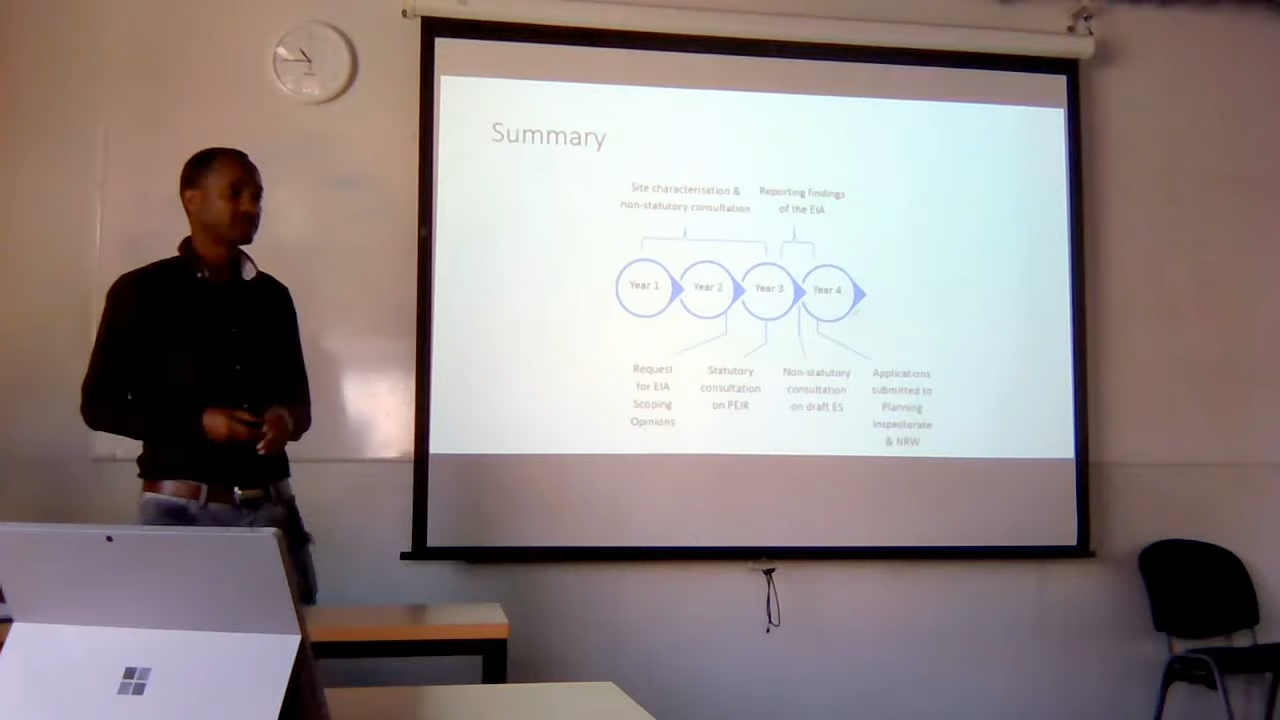 Summary
Site characterisation &
non-statutory consultation
Reporting findings
of the EIA
Year 1
Year 2
Year 3
Year 4
Request
for EIA
Scoping
Opinions
Statutory
consultation
on PEIR
Non-statutory
consultation
on draft ES
Applications
submitted to
Planning
inspectorate
& NRW